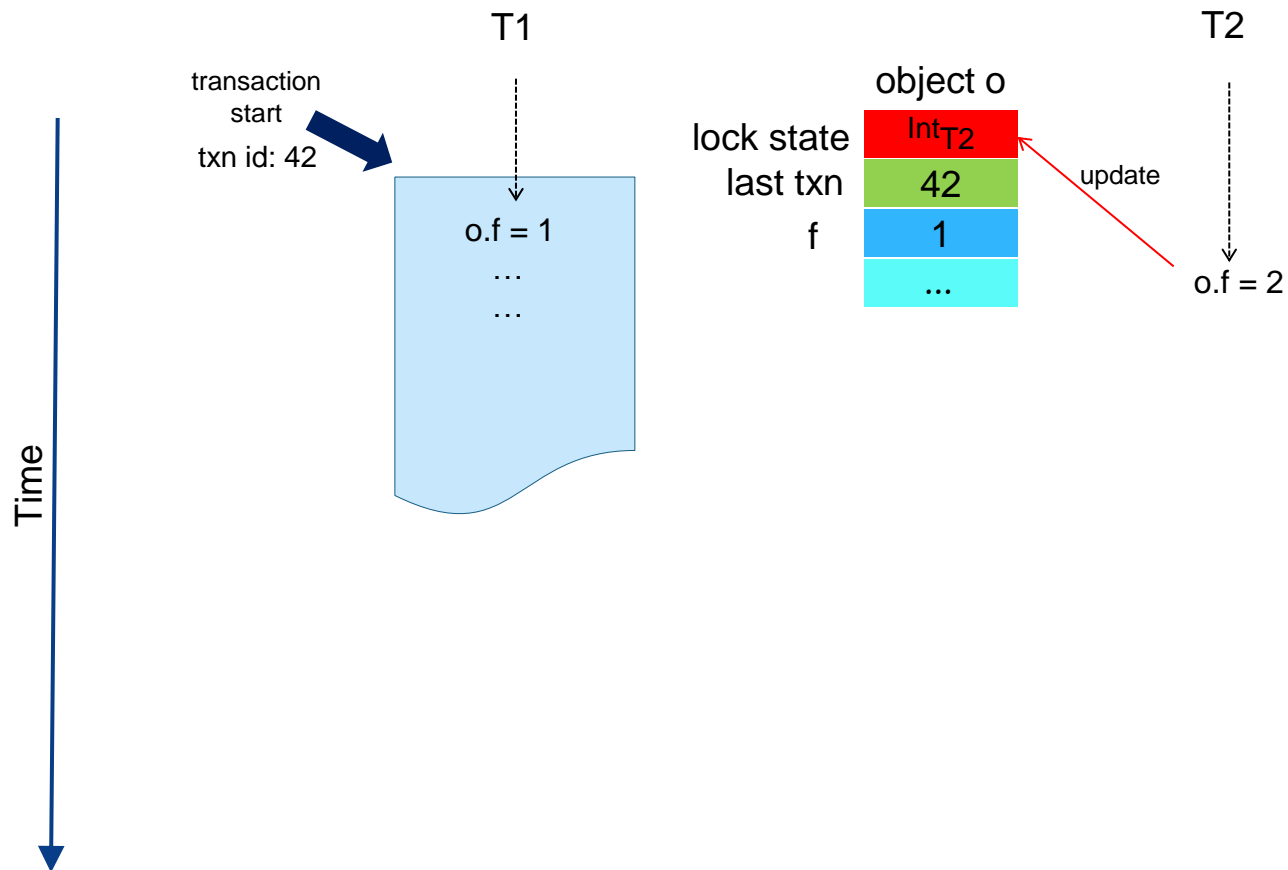 T1
T2
transaction
start
txn id: 42
object o
lock state
IntT2
last txn
42
update
f
1
o.f = 1
...
...
...
o.f = 2
Time